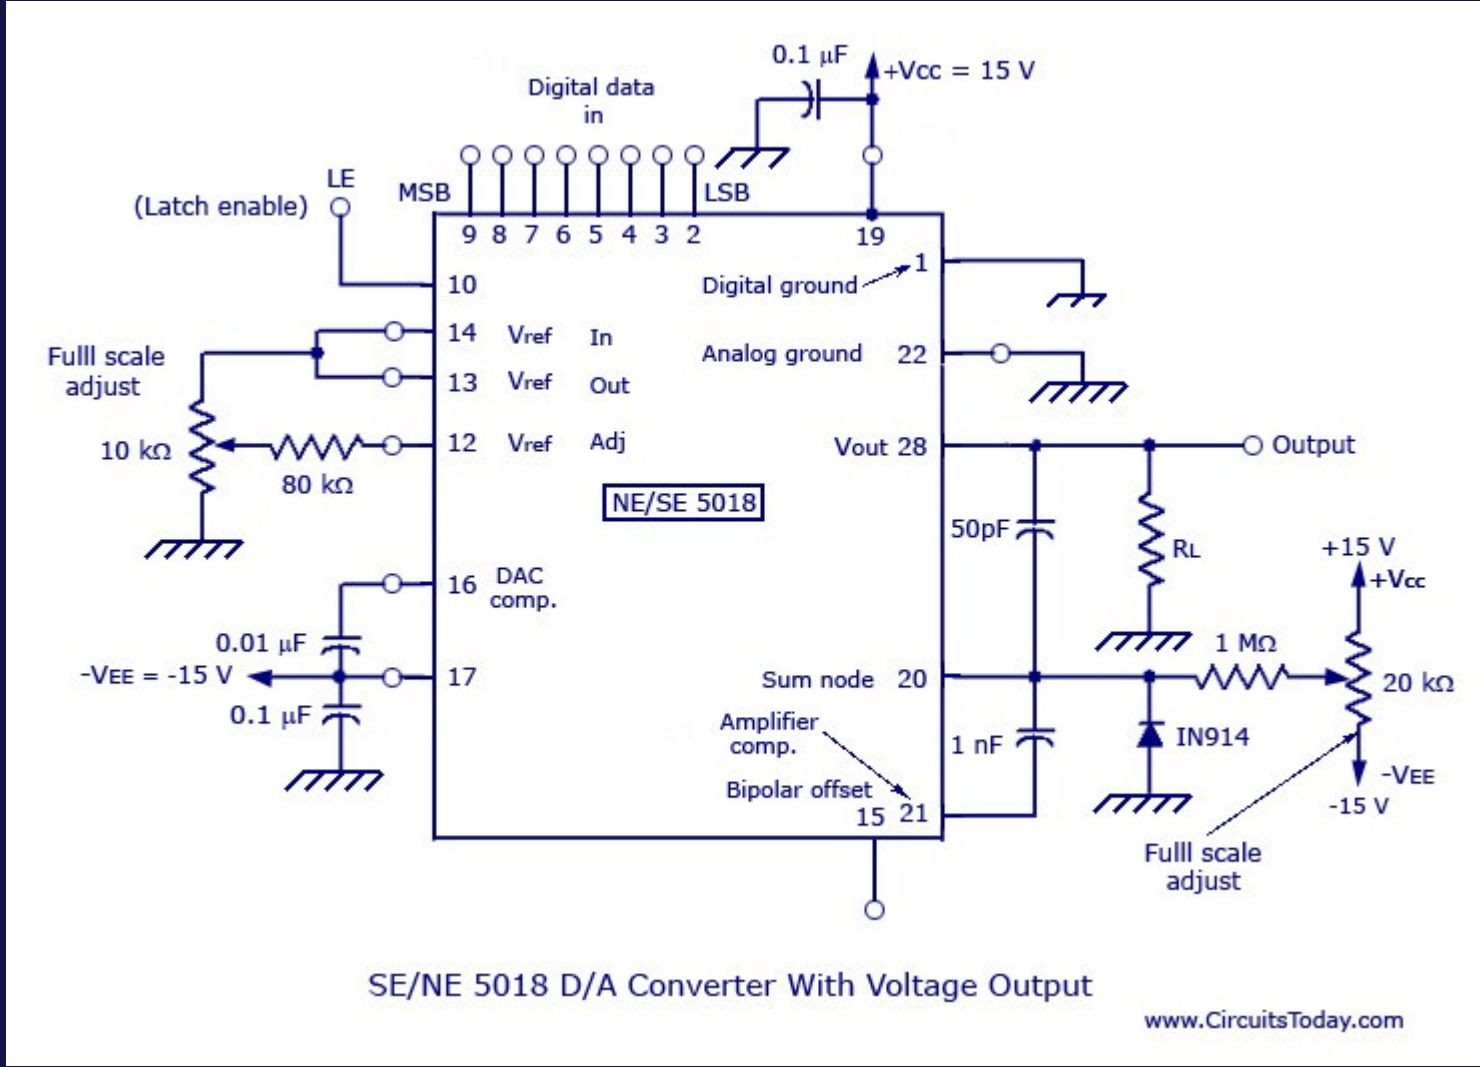 0.1 μF
+Vcc = 15 V
Digital data
in
LE
(Latch enable)
MSB
LSB
9 8 7 6 5 4 3 2
19
10
1
Digital ground
14 Vref In
Analog ground 22
Fulll scale
adjust
13 Vref Out
10 kΩ
12 Vref Adj
80 kΩ
Vout 28
Output
NE/SE 5018
50pF
RL
+15 V
+Vcc
16 DAC
comp.
0.01 μF
-VEE = -15 V
17
0.1 μF
1 MΩ
20 kΩ
Sum node 20
Amplifier
comp.
1 nF
IN914
-VEE
-15 V
Bipolar offset
15 21
Fulll scale
adjust
SE/NE 5018 D/A Converter With Voltage Output
www.CircuitsToday.com